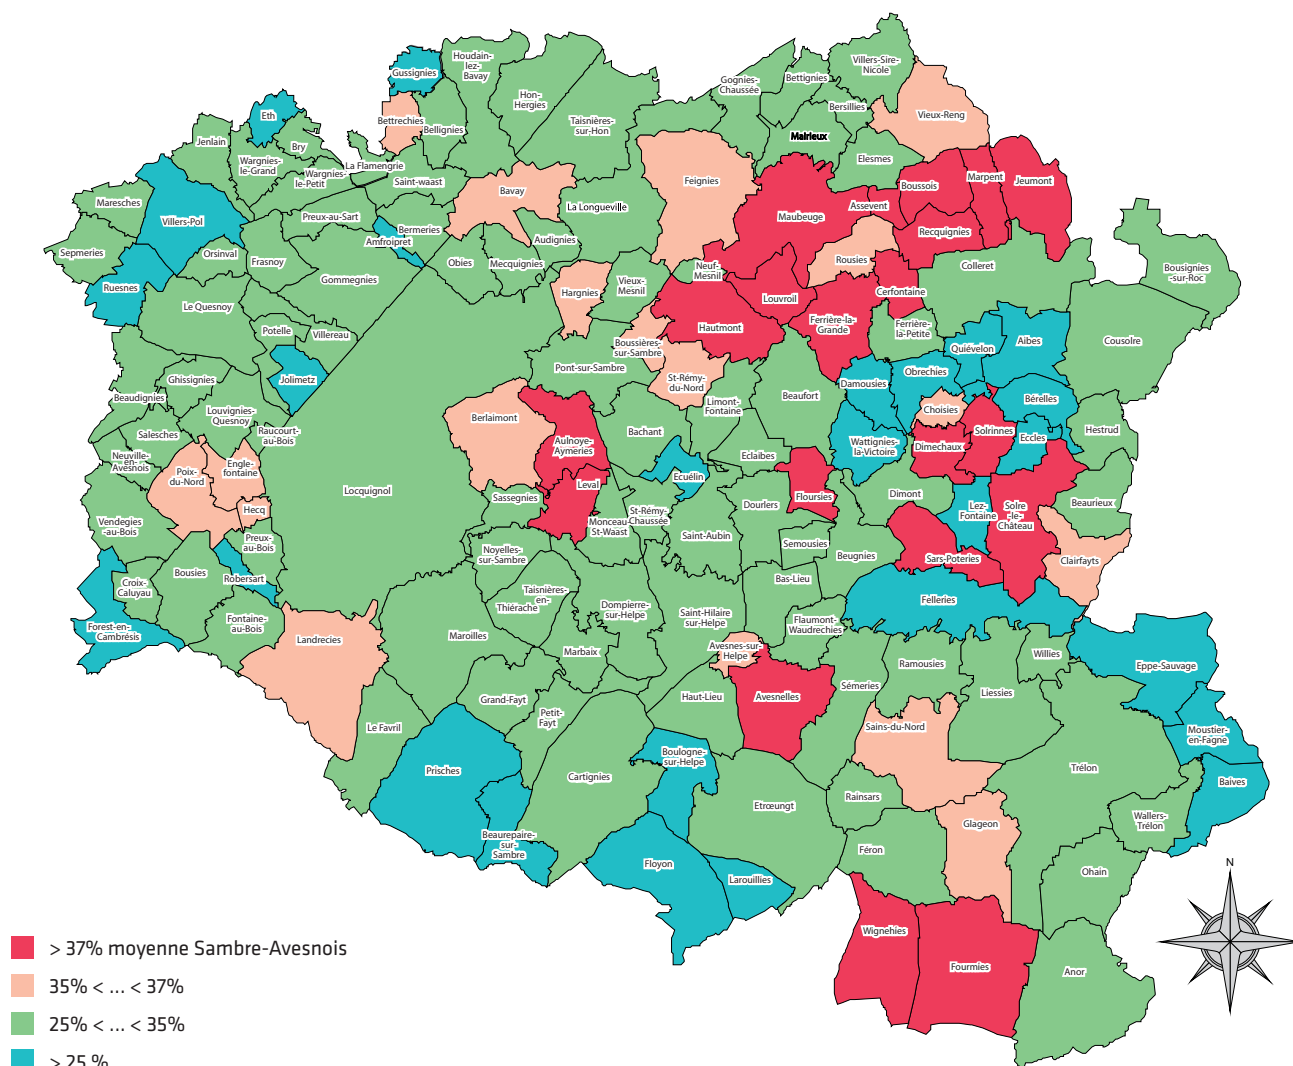 Houdain-
lez-
Bavay
Gussignies
Hon-
Hergies
Taisnières-
sur-Hon
Gognies-
Chaussée
Bettignies
Villers-Sire-
Nicole
Bersillies
Vieux-Reng
Mairieux
Elesmes
Eth
Bettrechies
Bellignies
Jenlain
Bry
Wargnies-
le-Grand
La Flamengrie
Wargnies-
le-Petit
Saint-waast
Feignies
Boussois
Marpent
Jeumont
Bavay
Maresches
Villers-Pol
Preux-au-Sart
La Longueville
Maubeuge
Assevent
Bermeries
Amfroipret
Recquignies
Sepmeries
Orsinval
Frasnoy
Obies
Mecquignies
Audignies
Rousies
Colleret
Bousignies
-sur-Roc
Neuf-
Mesnil
Gommegnies
Ruesnes
Hargnies
Vieux-
Mesnil
Louvroil
Cerfontaine
Le Quesnoy
Hautmont
Ferrière-la-
Grande
Ferrière-
la-Petite
Potelle
Villereau
Boussières-
sur-Sambre
Quiévelon
Aibes
Cousolre
Pont-sur-Sambre
Jolimetz
Ghissignies
St-Rémy-
du-Nord
Damousies
Obrechies
Beaufort
Beaudignies
Louvignies-
Quesnoy
Limont-
Fontaine
Choisies
Bérelles
Berlaimont
Salesches
Raucourt-
au-Bois
Bachant
Aulnoye-
Aymeries
Wattignies-
la-Victoire
Dimechaux
Solrinnes
Eccles
Hestrud
Neuville-
en-
Avesnois
Poix-
du-Nord
Engle-
fontaine
Eclaibes
Ecuélin
Leval
Locquignol
Sassegnies
Floursies
Dimont
Lez-
Fontaine
Solre
-le-
Château
Beaurieux
Hecq
Dourlers
Vendegies
-au-Bois
Monceau-
St-Waast
St-Rémy-
Chaussée
Saint-Aubin
Preux-
au-Bois
Semousies
Beugnies
Sars-Poteries
Clairfayts
Noyelles-
sur-Sambre
Bousies
Robersart
Croix-
Caluyau
Bas-Lieu
Taisnières-
en-
Thiérache
Felleries
Dompierre-
sur-Helpe
Saint-Hilaire
sur-Helpe
Fontaine-
au-Bois
Flaumont-
Waudrechies
Forest-en-
Cambrésis
Landrecies
Maroilles
Marbaix
Avesnes-sur-
Helpe
Willies
Ramousies
Eppe-Sauvage
Sémeries
Liessies
Haut-Lieu
Avesnelles
Grand-Fayt
Petit-
Fayt
Le Favril
Sains-du-Nord
Moustier-
en-Fagne
Boulogne-
sur-Helpe
Prisches
Cartignies
Trélon
Baives
Rainsars
Etrœungt
Glageon
Wallers-
Trélon
Beaurepaire-
sur-
Sambre
Féron
Floyon
Larouillies
Ohain
N
Wignehies
Fourmies
Anor
> 37% moyenne Sambre-Avesnois
35% < ... < 37%
25% < ... < 35%
> 25 %